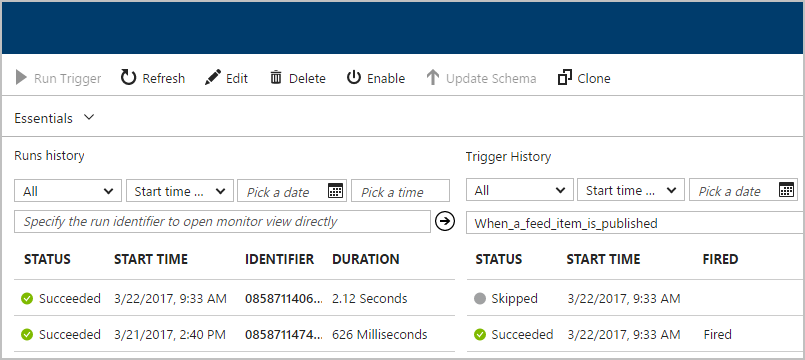 Run Trigger Refresh Edit Delete Enable Update Schema Clone
Essentials
Runs history
All Start time ... Pick a date Pick a time
Specify the run identifier to open monitor view directly
STATUS START TIME IDENTIFIER DURATION
Succeeded 3/22/2017, 9:33 AM 0858711406... 2.12 Seconds
Succeeded 3/21/2017, 2:40 PM 0858711474... 626 Milliseconds
Trigger History
All Start time ... Pick a date
When_a_feed_item_is_published
STATUS START TIME FIRED
Skipped 3/22/2017, 9:33 AM
Succeeded 3/22/2017, 9:33 AM Fired